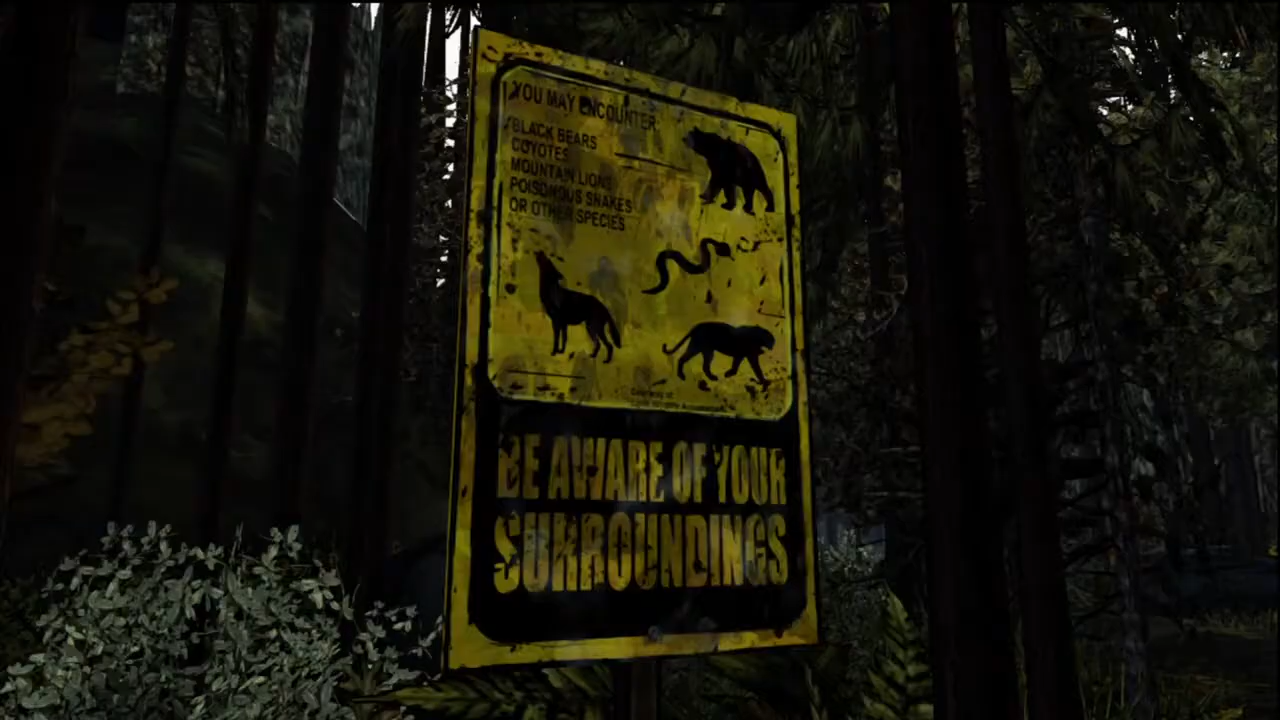 YOU MAY ENCOUNTER:
BLACK BEARS
COYOTES
MOUNTAIN LIONS
POISONOUS SNAKES
OR OTHER SPECIES
BE AWARE OF YOUR
SURROUNDINGS